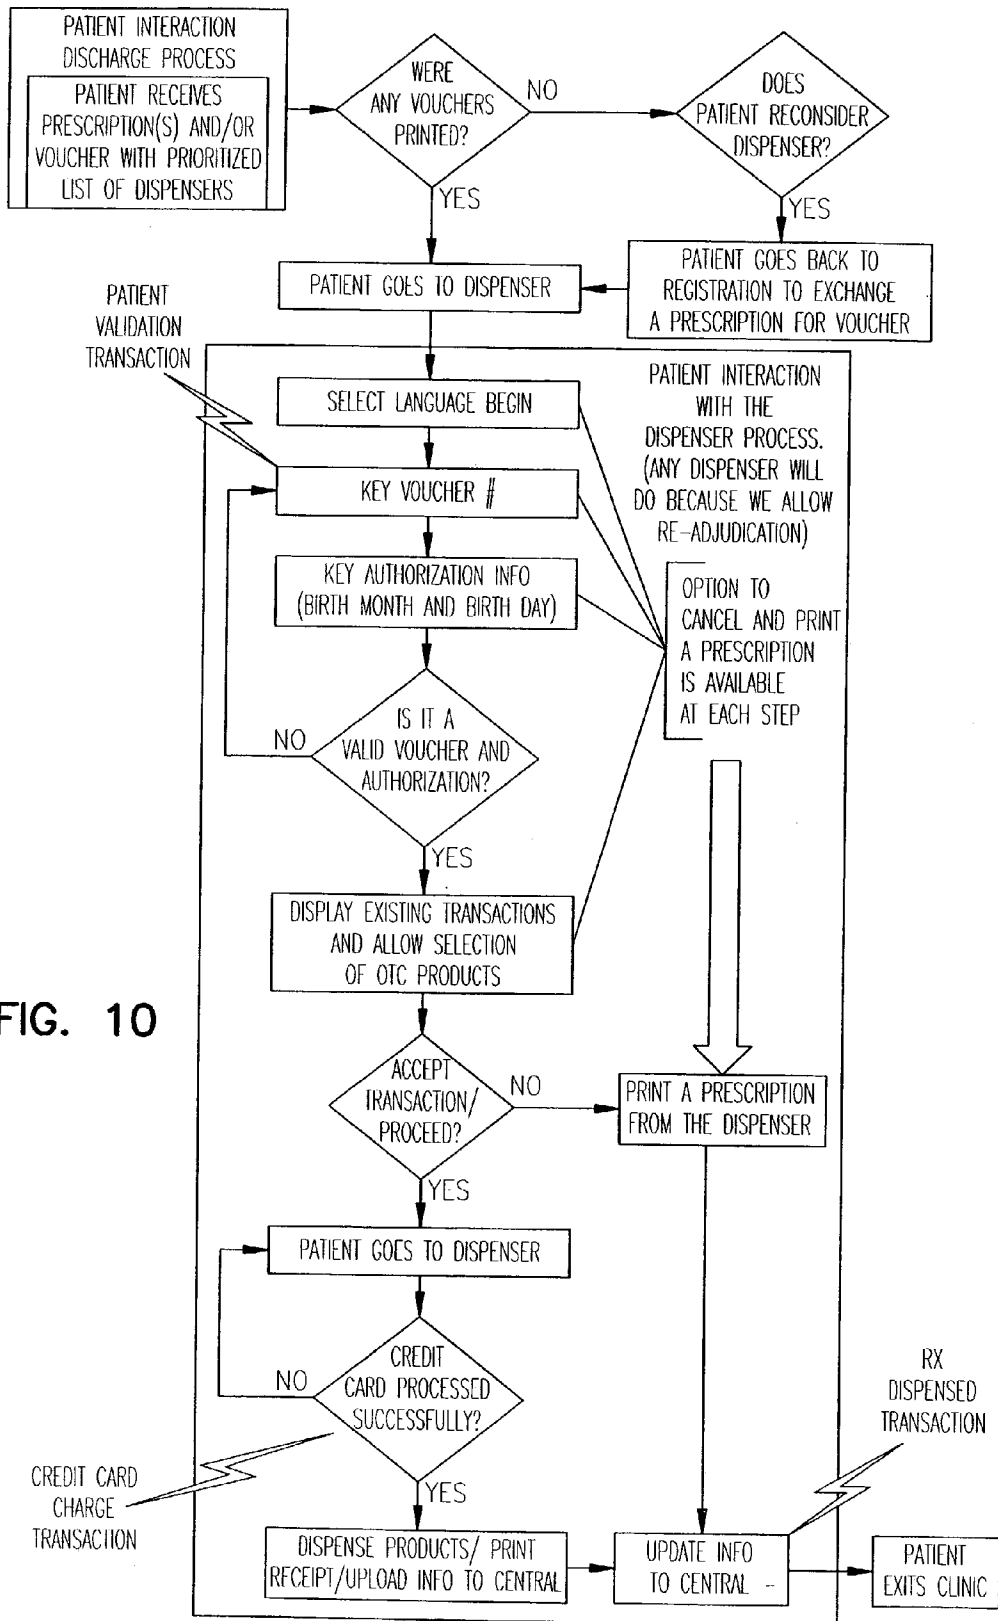 PATIENT INTERACTION
DISCHARGE PROCESS
PATIENT RECEIVES
PRESCRIPTION(S) AND/OR
VOUCHER WITH PRIORITIZED
LIST OF DISPENSERS
WERE
ANY VOUCHERS
PRINTED?
NO
DOES
PATIENT RECONSIDER
DISPENSER?
YES
YES
PATIENT GOES TO DISPENSER
PATIENT GOES BACK TO
REGISTRATION TO EXCHANGE
A PRESCRIPTION FOR VOUCHER
PATIENT
VALIDATION
TRANSACTION
SELECT LANGUAGE BEGIN
PATIENT INTERACTION
WITH THE
DISPENSER PROCESS.
(ANY DISPENSER WILL
DO BECAUSE WE ALLOW
RE-ADJUDICATION)
KEY VOUCHER #
KEY AUTHORIZATION INFO
(BIRTH MONTH AND BIRTH DAY)
OPTION TO
CANCEL AND PRINT
A PRESCRIPTION
IS AVAILABLE
AT EACH STEP
IS IT A
VALID VOUCHER AND
AUTHORIZATION?
NO
YES
DISPLAY EXISTING TRANSACTIONS
AND ALLOW SELECTION
OF OTC PRODUCTS
FIG. 10
ACCEPT
TRANSACTION/
PROCEED?
NO
PRINT A PRESCRIPTION
FROM THE DISPENSER
YES
PATIENT GOES TO DISPENSER
CREDIT
CARD PROCESSED
SUCCESSFULLY?
NO
RX
DISPENSED
TRANSACTION
CREDIT CARD
CHARGE
TRANSACTION
YES
DISPENSE PRODUCTS/ PRINT
RECEIPT/UPLOAD INFO TO CENTRAL
UPDATE INFO
TO CENTRAL -
PATIENT
EXITS CLINIC